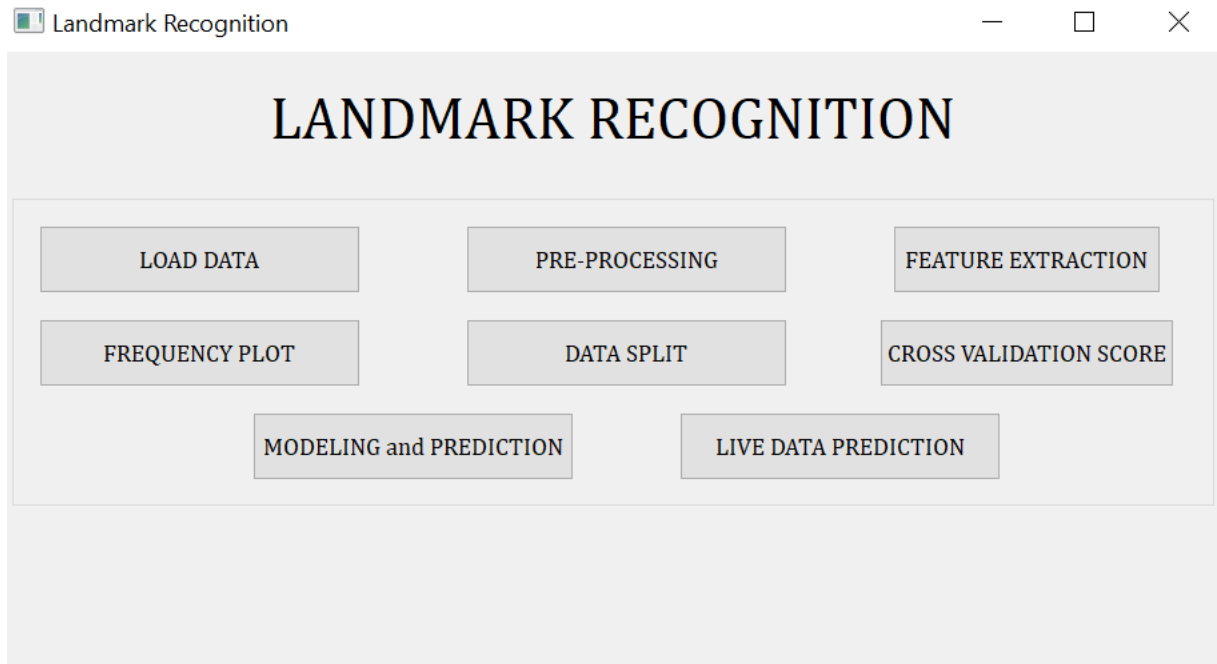 Landmark Recognition
LANDMARK RECOGNITION
LOAD DATA PRE-PROCESSING FEATURE EXTRACTION
FREQUENCY PLOT DATA SPLIT CROSS VALIDATION SCORE
MODELING and PREDICTION LIVE DATA PREDICTION